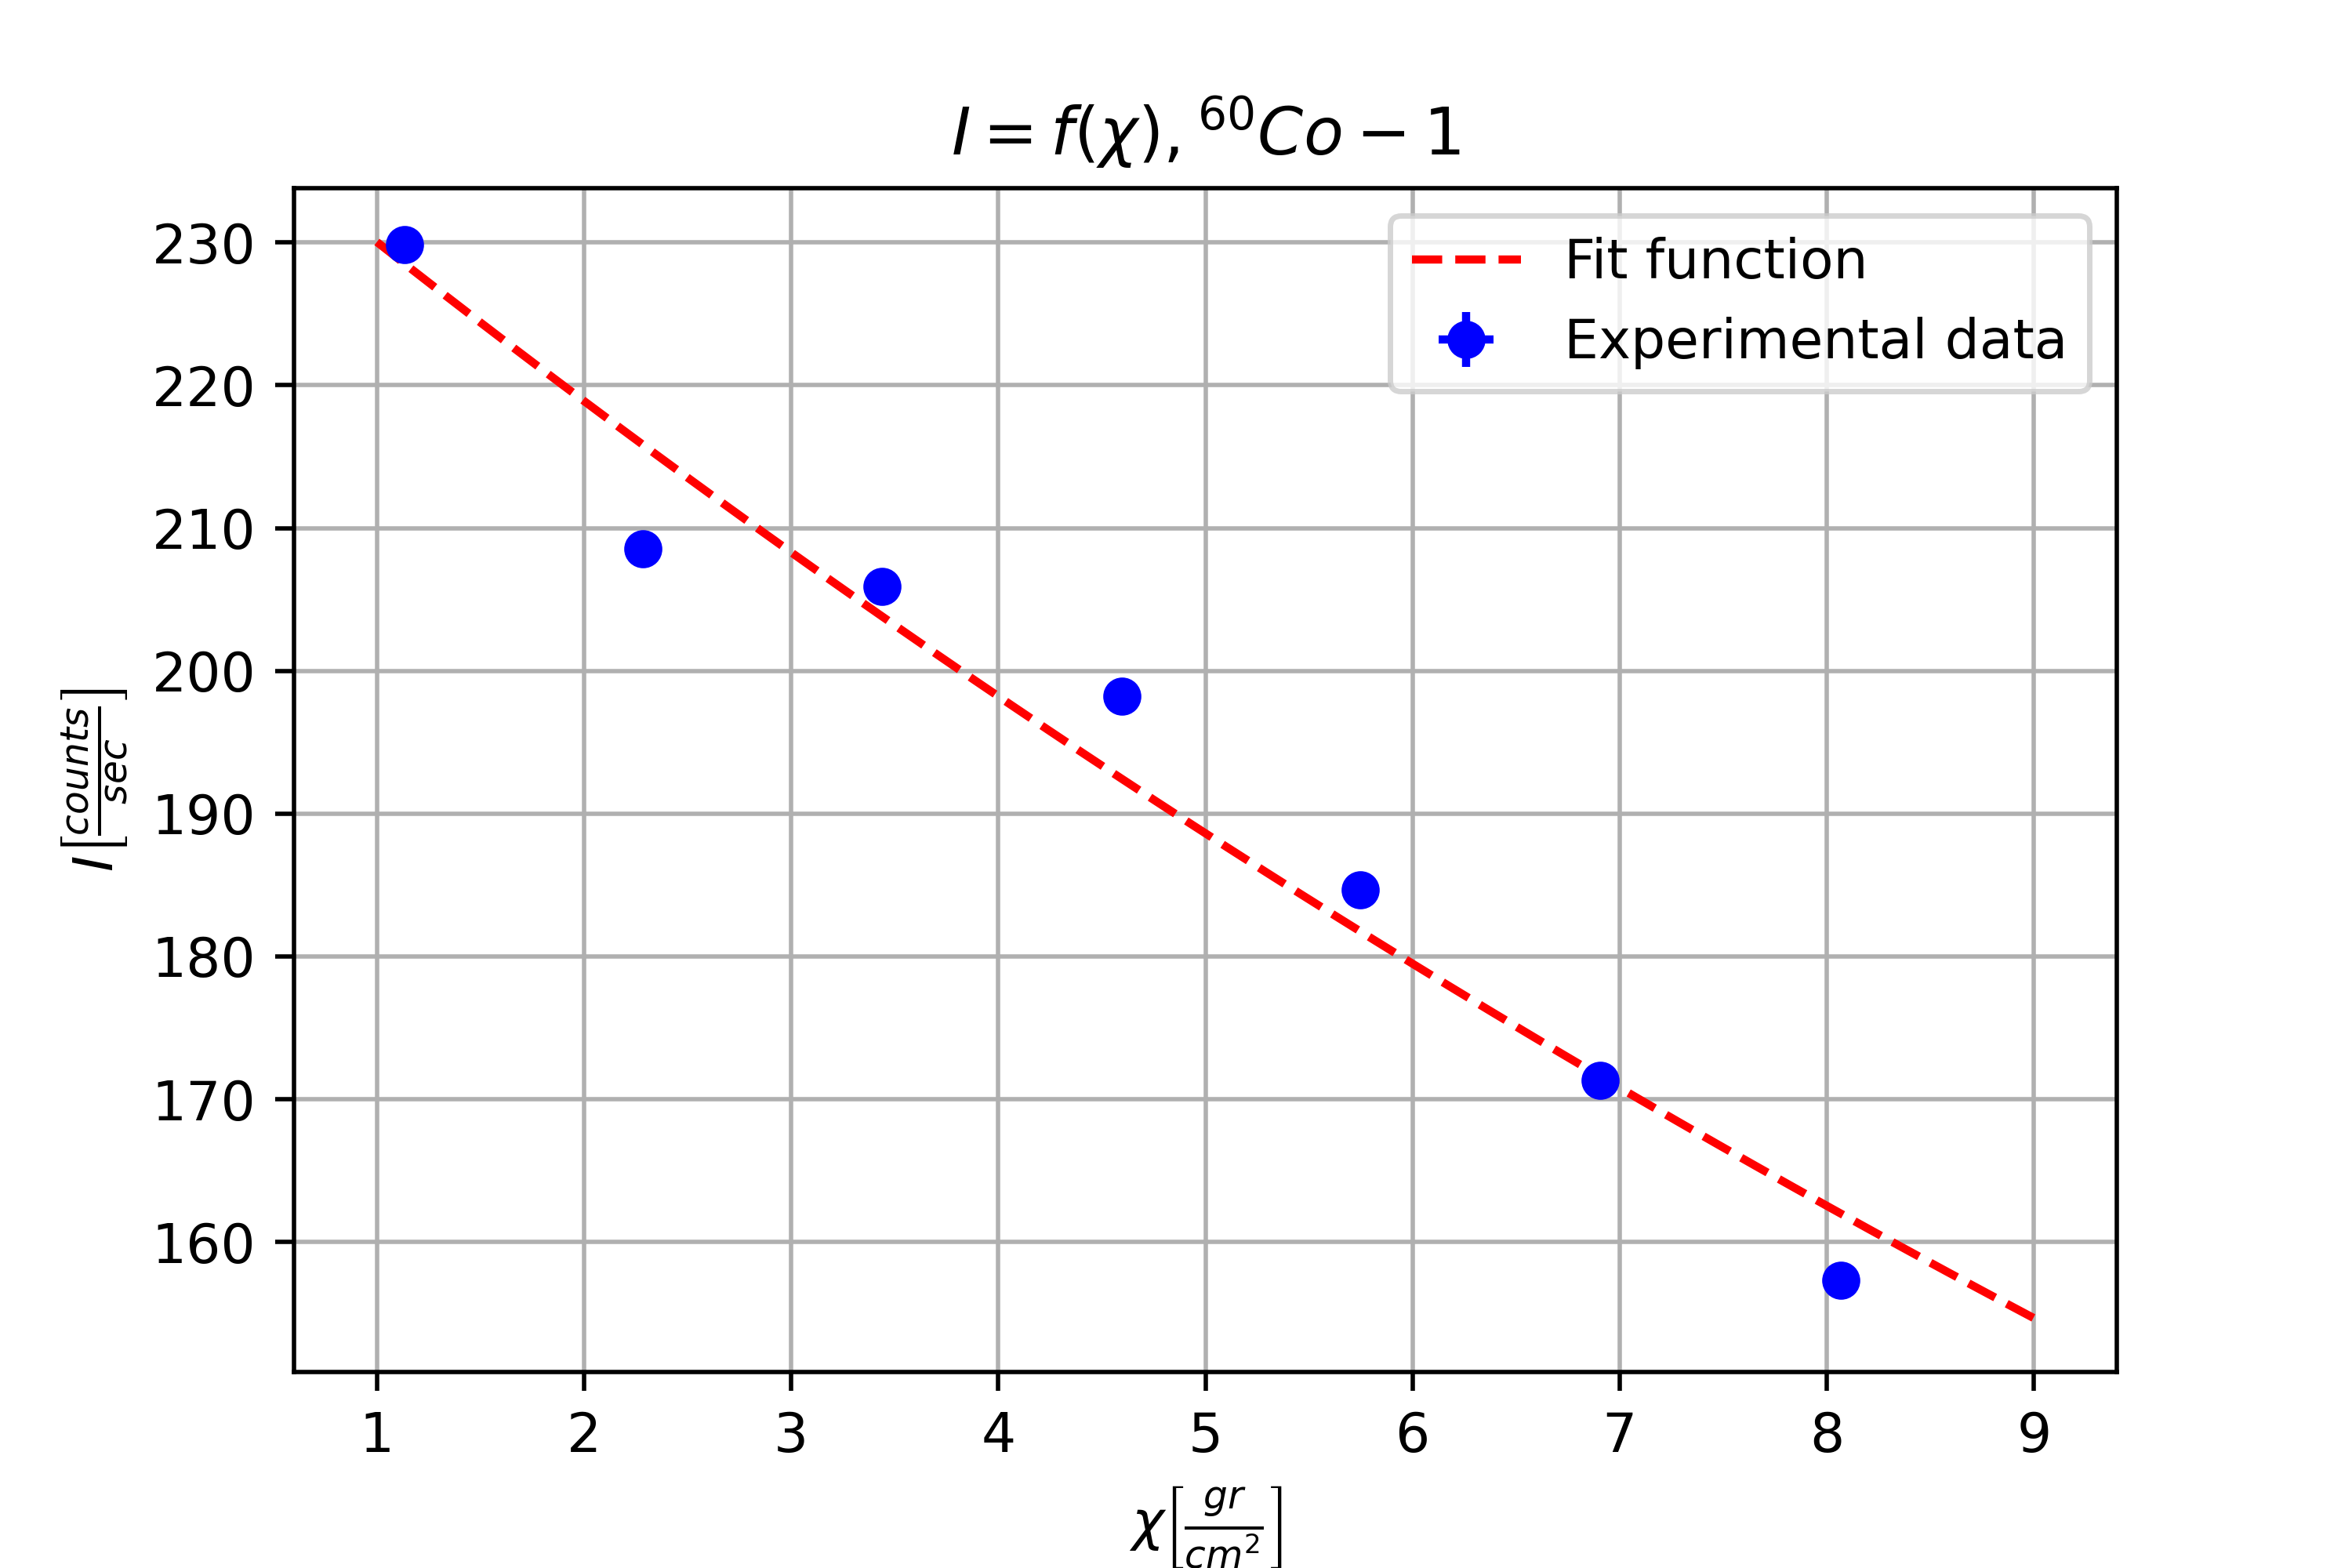 I = f(χ), ⁶⁰Co − 1
Fit function
Experimental data
230
220
210
200
190
180
170
160
I[counts/sec]
1 2 3 4 5 6 7 8 9
χ[gr/cm²]